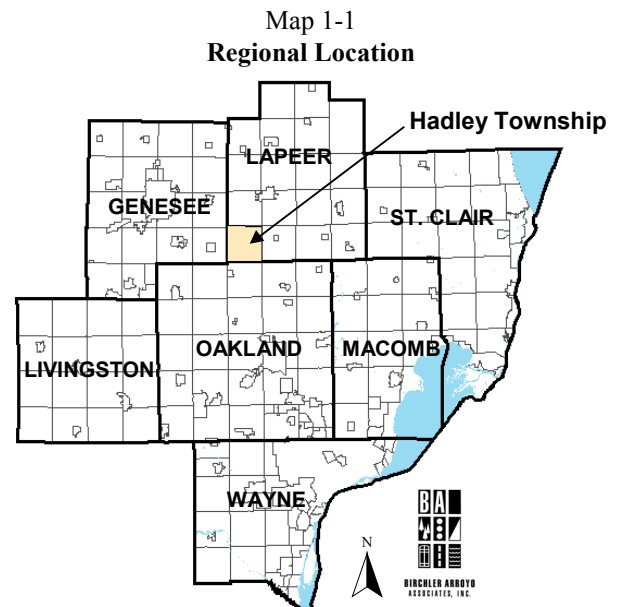 Map 1-1
Regional Location
Hadley Township
LAPEER
GENESEE
ST. CLAIR
OAKLAND
MACOMB
LIVINGSTON
WAYNE
N
BA
BIRCHLER ARROYO
ASSOCIATES, INC.